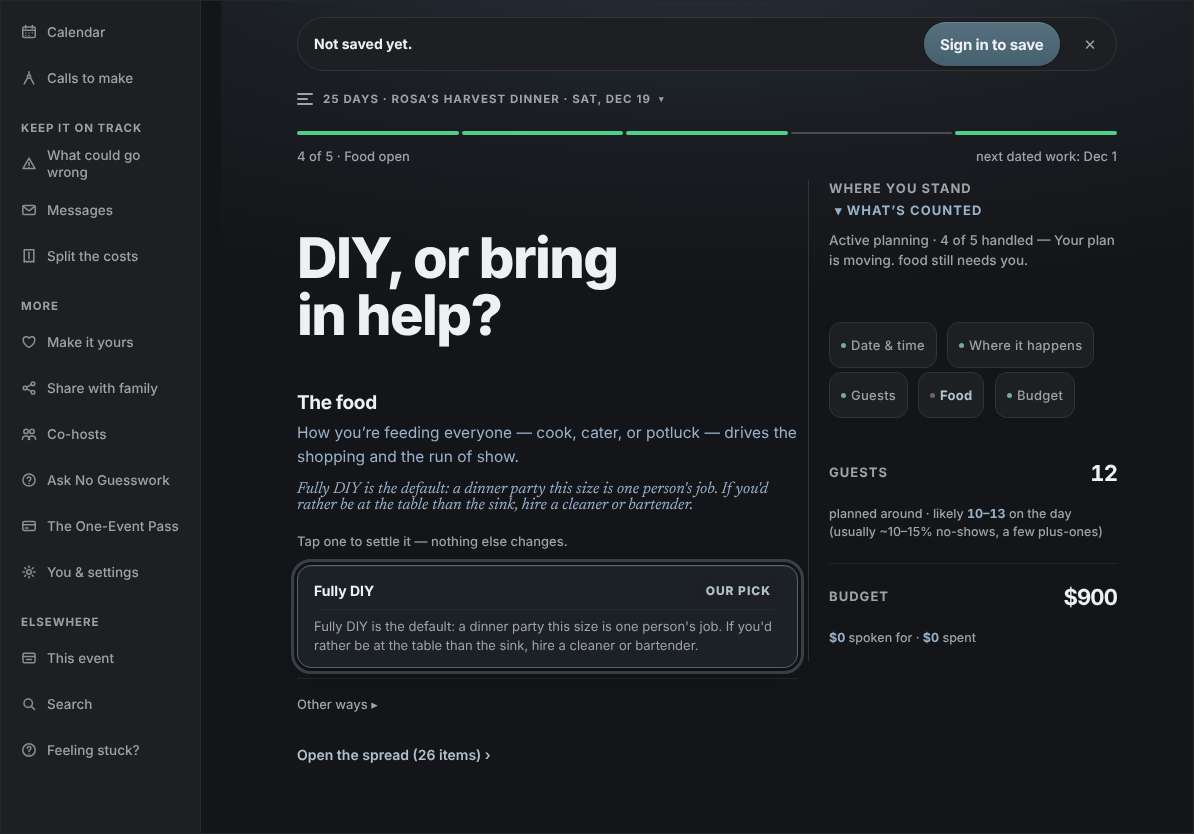 Calendar
Calls to make
KEEP IT ON TRACK
What could go
wrong
Messages
Split the costs
MORE
Make it yours
Share with family
Co-hosts
Ask No Guesswork
The One-Event Pass
You & settings
ELSEWHERE
This event
Search
Feeling stuck?
Not saved yet.
Sign in to save
×
25 DAYS · ROSA’S HARVEST DINNER · SAT, DEC 19 ▾
4 of 5 · Food open
next dated work: Dec 1
DIY, or bring
in help?
The food
How you’re feeding everyone — cook, cater, or potluck — drives the
shopping and the run of show.
Fully DIY is the default: a dinner party this size is one person's job. If you'd
rather be at the table than the sink, hire a cleaner or bartender.
Tap one to settle it — nothing else changes.
Fully DIY
OUR PICK
Fully DIY is the default: a dinner party this size is one person's job. If you'd
rather be at the table than the sink, hire a cleaner or bartender.
Other ways ▸
Open the spread (26 items) ›
WHERE YOU STAND
▾ WHAT’S COUNTED
Active planning · 4 of 5 handled — Your plan
is moving. food still needs you.
Date & time
Where it happens
Guests
Food
Budget
GUESTS
12
planned around · likely 10–13 on the day
(usually ~10–15% no-shows, a few plus-ones)
BUDGET
$900
$0 spoken for · $0 spent